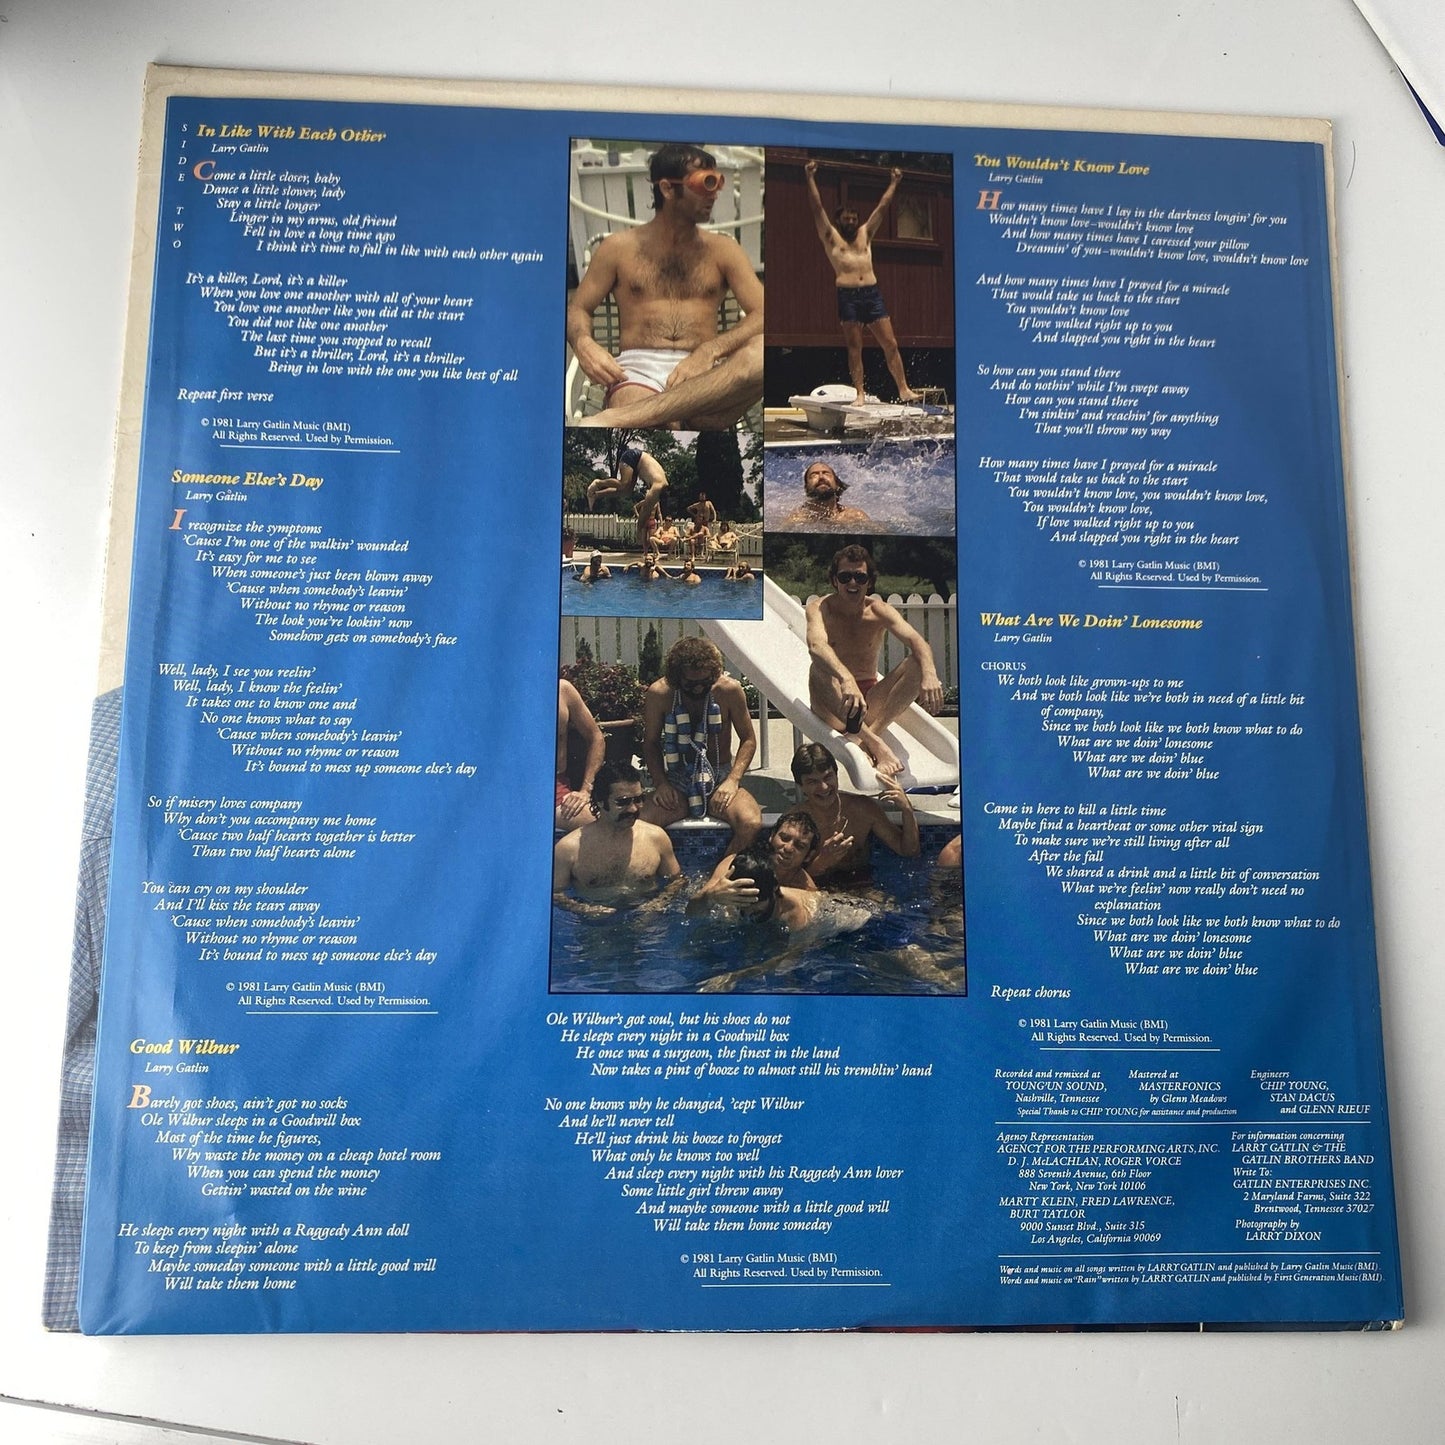 SIDE TWO
In Like With Each Other
Larry Gatlin
Come a little closer, baby
Dance a little slower, lady
Stay a little longer
Linger in my arms, old friend
Fell in love a long time ago
I think it's time to fall in like with each other again
It's a killer, Lord, it's a killer
When you love one another with all of your heart
You love one another like you did at the start
You did not like one another
The last time you stopped to recall
But it's a thriller, Lord, it's a thriller
Being in love with the one you like best of all
Repeat first verse
© 1981 Larry Gatlin Music (BMI)
All Rights Reserved. Used by Permission.
Someone Else's Day
Larry Gatlin
I recognize the symptoms
'Cause I'm one of the walkin' wounded
It's easy for me to see
When someone's just been blown away
'Cause when somebody's leavin'
Without no rhyme or reason
The look you're lookin' now
Somehow gets on somebody's face
Well, lady, I see you reelin'
Well, lady, I know the feelin'
It takes one to know one and
No one knows what to say
'Cause when somebody's leavin'
Without no rhyme or reason
It's bound to mess up someone else's day
So if misery loves company
Why don't you accompany me home
'Cause two half hearts together is better
Than two half hearts alone
You can cry on my shoulder
And I'll kiss the tears away
'Cause when somebody's leavin'
Without no rhyme or reason
It's bound to mess up someone else's day
© 1981 Larry Gatlin Music (BMI)
All Rights Reserved. Used by Permission.
Good Wilbur
Larry Gatlin
Barely got shoes, ain't got no socks
Ole Wilbur sleeps in a Goodwill box
Most of the time he figures,
Why waste the money on a cheap hotel room
When you can spend the money
Gettin' wasted on the wine
He sleeps every night with a Raggedy Ann doll
To keep from sleepin' alone
Maybe someday someone with a little good will
Will take them home
Ole Wilbur's got soul, but his shoes do not
He sleeps every night in a Goodwill box
He once was a surgeon, the finest in the land
Now takes a pint of booze to almost still his tremblin' hand
No one knows why he changed, 'cept Wilbur
And he'll never tell
He'll just drink his booze to foroget
What only he knows too well
And sleep every night with his Raggedy Ann lover
Some little girl threw away
And maybe someone with a little good will
Will take them home someday
© 1981 Larry Gatlin Music (BMI)
All Rights Reserved. Used by Permission.
You Wouldn't Know Love
Larry Gatlin
How many times have I lay in the darkness longin' for you
Wouldn't know love—wouldn't know love
And how many times have I caressed your pillow
Dreamin' of you—wouldn't know love, wouldn't know love
And how many times have I prayed for a miracle
That would take us back to the start
You wouldn't know love
If love walked right up to you
And slapped you right in the heart
So how can you stand there
And do nothin' while I'm swept away
How can you stand there
I'm sinkin' and reachin' for anything
That you'll throw my way
How many times have I prayed for a miracle
That would take us back to the start
You wouldn't know love, you wouldn't know love,
You wouldn't know love,
If love walked right up to you
And slapped you right in the heart
© 1981 Larry Gatlin Music (BMI)
All Rights Reserved. Used by Permission.
What Are We Doin' Lonesome
Larry Gatlin
CHORUS
We both look like grown-ups to me
And we both look like we're both in need of a little bit
of company,
Since we both look like we both know what to do
What are we doin' lonesome
What are we doin' blue
What are we doin' blue
Came in here to kill a little time
Maybe find a heartbeat or some other vital sign
To make sure we're still living after all
After the fall
We shared a drink and a little bit of conversation
What we're feelin' now really don't need no
explanation
Since we both look like we both know what to do
What are we doin' lonesome
What are we doin' blue
What are we doin' blue
Repeat chorus
© 1981 Larry Gatlin Music (BMI)
All Rights Reserved. Used by Permission.
Recorded and remixed at
YOUNG'UN SOUND,
Nashville, Tennessee
Mastered at
MASTERFONICS
by Glenn Meadows
Engineers
CHIP YOUNG,
STAN DACUS
and GLENN RIEUF
Special Thanks to CHIP YOUNG for assistance and production
Agency Representation
AGENCY FOR THE PERFORMING ARTS, INC.
D. J. McLACHLAN, ROGER VORCE
888 Seventh Avenue, 6th Floor
New York, New York 10106
MARTY KLEIN, FRED LAWRENCE,
BURT TAYLOR
9000 Sunset Blvd., Suite 315
Los Angeles, California 90069
For information concerning
LARRY GATLIN & THE
GATLIN BROTHERS BAND
Write To:
GATLIN ENTERPRISES INC.
2 Maryland Farms, Suite 322
Brentwood, Tennessee 37027
Photography by
LARRY DIXON
Words and music on all songs written by LARRY GATLIN and published by Larry Gatlin Music (BMI).
Words and music on "Rain" written by LARRY GATLIN and published by First Generation Music (BMI).